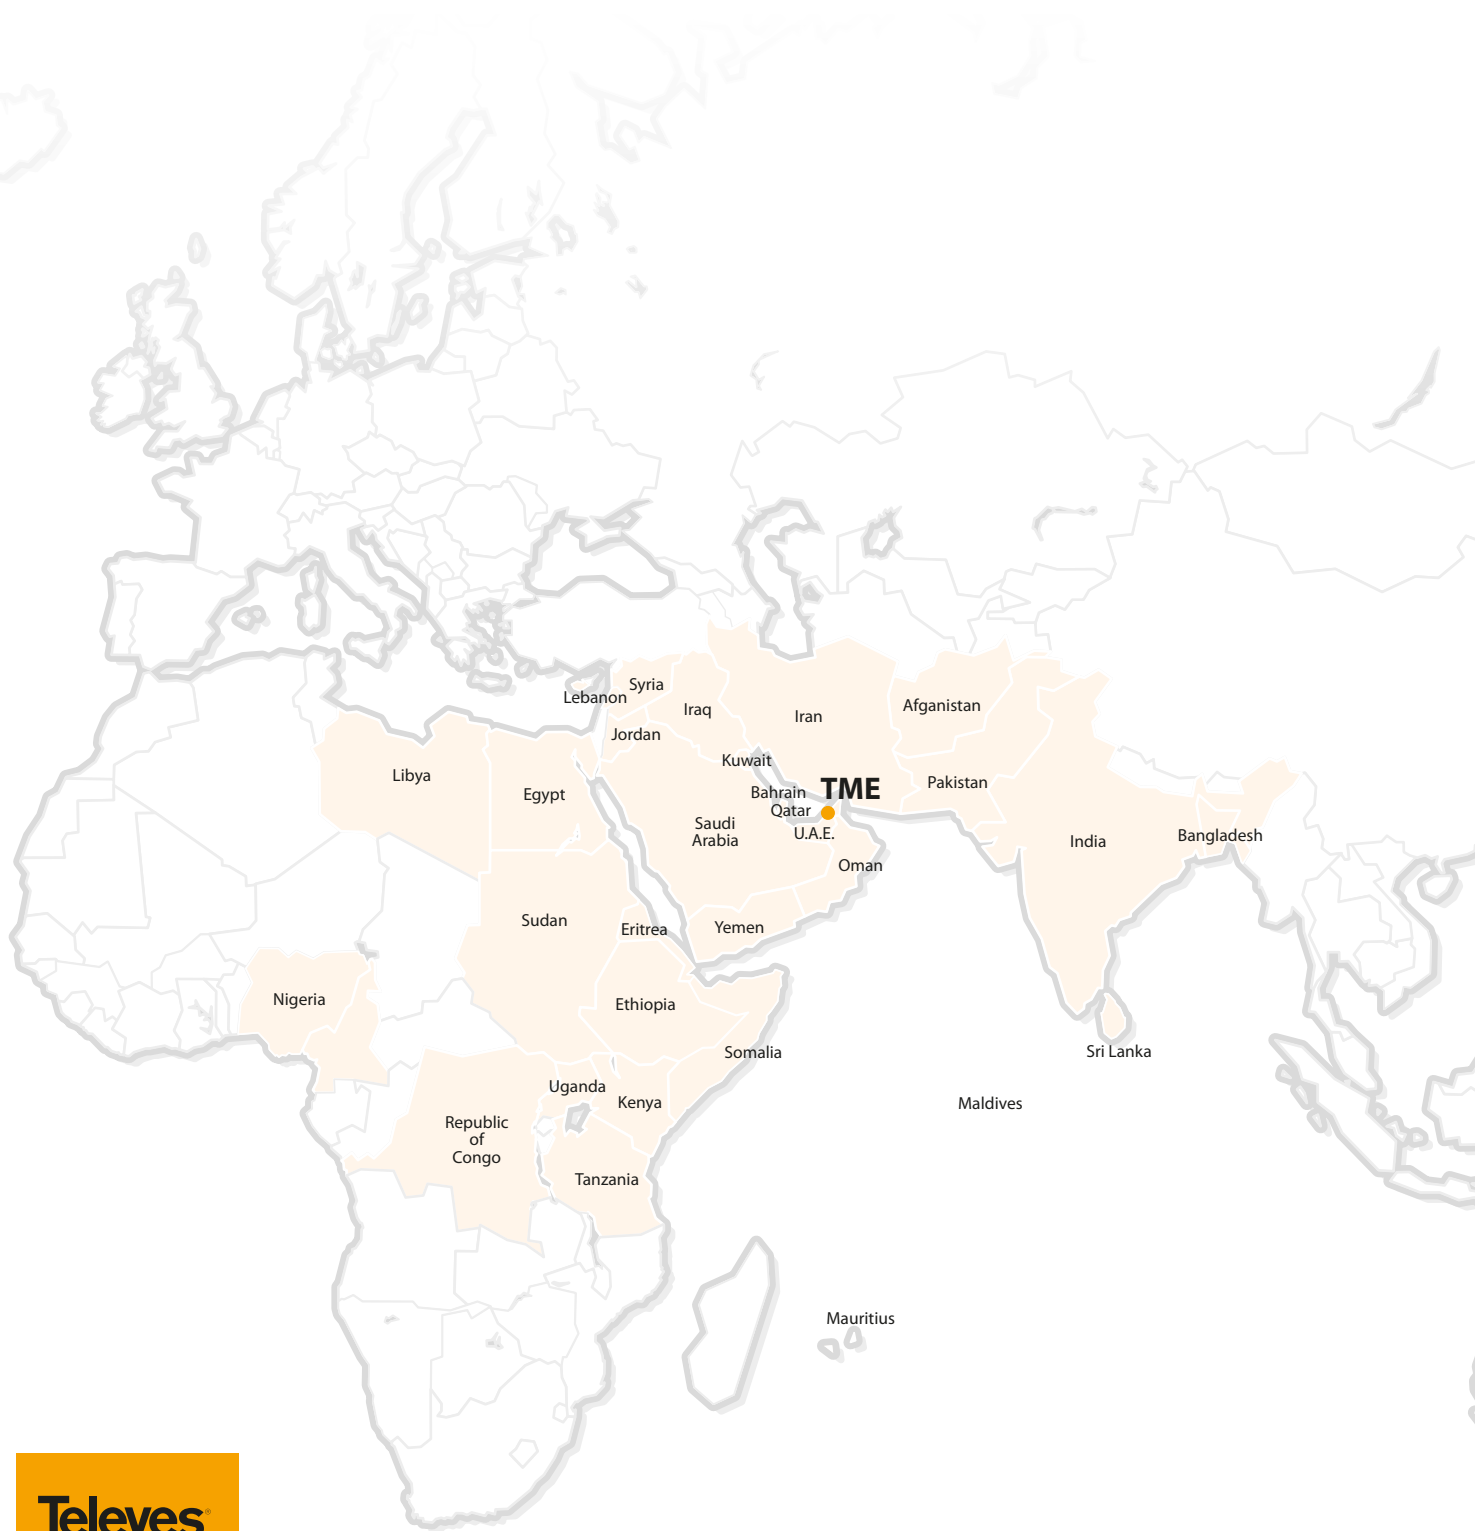 Syria
Lebanon
Iraq
Iran
Afganistan
Jordan
Kuwait
Libya
Egypt
Bahrain
TME
Pakistan
Qatar
Saudi
Arabia
U.A.E.
India
Bangladesh
Oman
Sudan
Eritrea
Yemen
Nigeria
Ethiopia
Somalia
Sri Lanka
Uganda
Kenya
Maldives
Republic
of
Congo
Tanzania
Mauritius
Televes